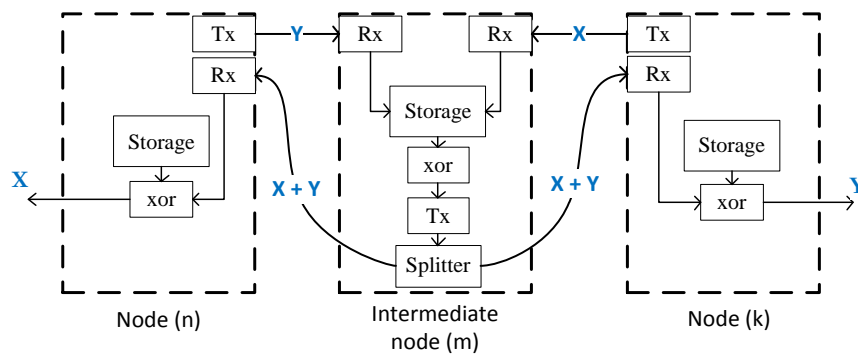 Tx
Y
Rx
Rx
X
Tx
Rx
Rx
Storage
Storage
Storage
X
xor
X + Y
xor
X + Y
xor
Y
Tx
Splitter
Node (n)
Intermediate
node (m)
Node (k)